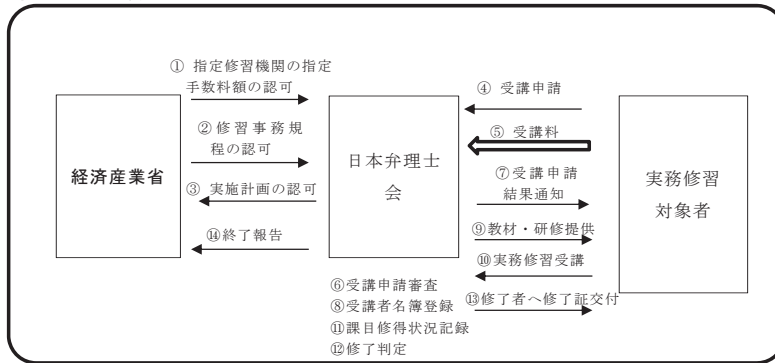 ① 指定修習機関の指定
手数料額の認可
②修習事務規
程の認可
③ 実施計画の認可
⑭終了報告
経済産業省
日本弁理士
会
④ 受講申請
⑤ 受講料
⑦受講申請
結果通知
⑨教材・研修提供
⑩実務修習受講
⑬修了者へ修了証交付
実務修習
対象者
⑥受講申請審査
⑧受講者名簿登録
⑪課目修得状況記録
⑫修了判定